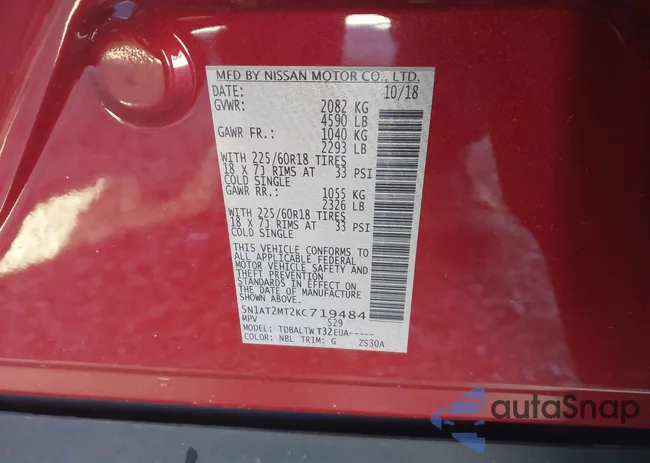 MFD BY NISSAN MOTOR CO., LTD.
DATE: 10/18
GVWR: 2082 KG
4590 LB
GAWR FR.: 1040 KG
2293 LB
WITH 225/60R18 TIRES
18 X 7J RIMS AT 33 PSI
COLD SINGLE
GAWR RR.: 1055 KG
2326 LB
WITH 225/60R18 TIRES
18 X 7J RIMS AT 33 PSI
COLD SINGLE
THIS VEHICLE CONFORMS TO
ALL APPLICABLE FEDERAL
MOTOR VEHICLE SAFETY AND
THEFT PREVENTION
STANDARDS IN EFFECT ON
THE DATE OF MANUFACTURE
SHOWN ABOVE.
5N1AT2MT2KC719484
MPV S29
MODEL: TDBALTW T32EUA-----
COLOR: NBL TRIM: G ZS30A
autaSnap